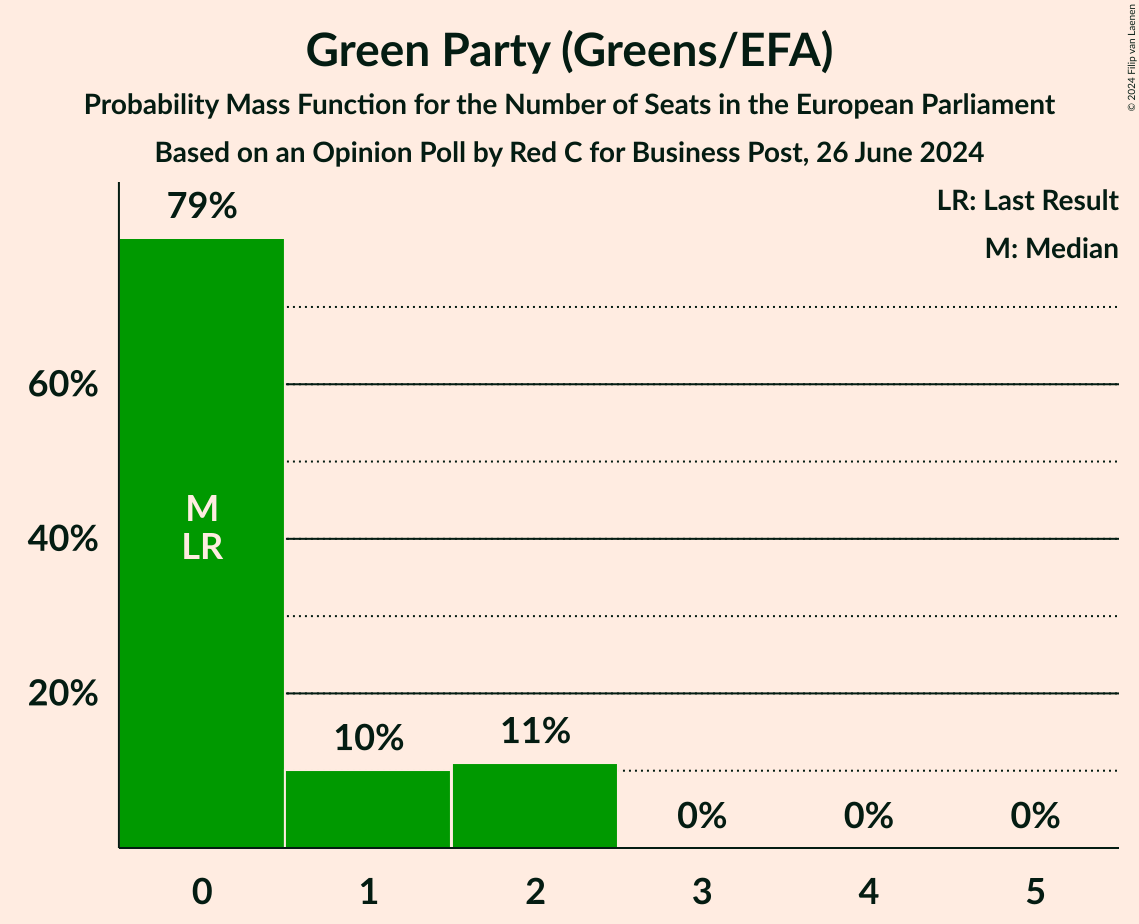 Green Party (Greens/EFA)
Probability Mass Function for the Number of Seats in the European Parliament
Based on an Opinion Poll by Red C for Business Post, 26 June 2024
© 2024 Filip van Laenen
LR: Last Result
M: Median
79%
60%
40%
20%
M
LR
10%
11%
0%
0%
0%
0
1
2
3
4
5